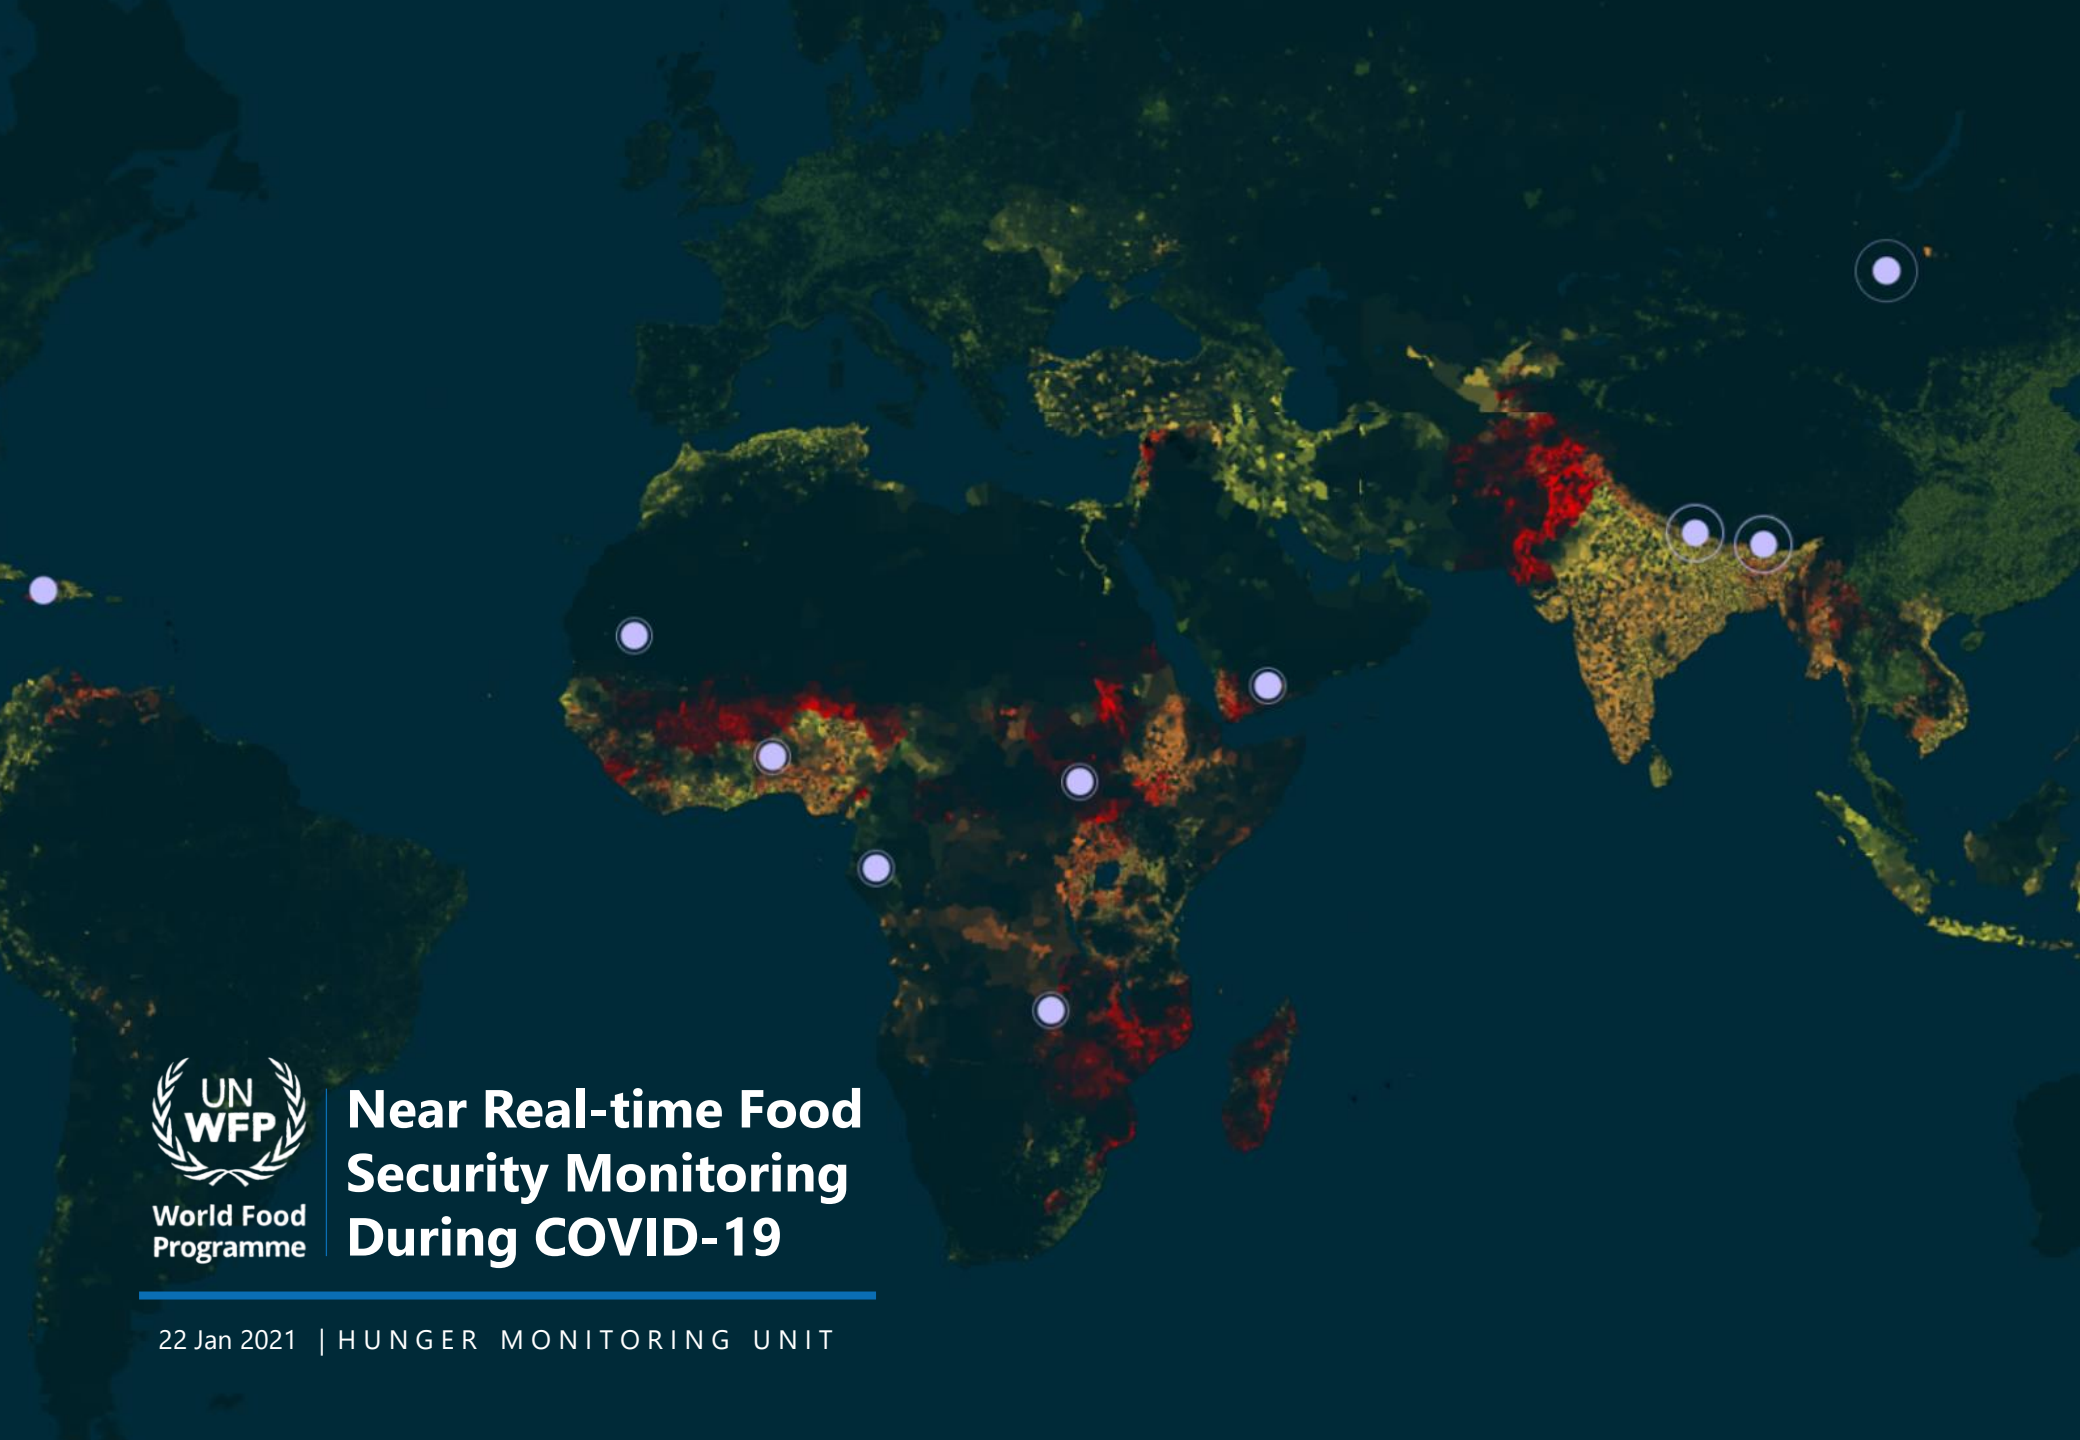 UN
WFP
World Food
Programme
Near Real-time Food
Security Monitoring
During COVID-19
22 Jan 2021 | HUNGER MONITORING UNIT